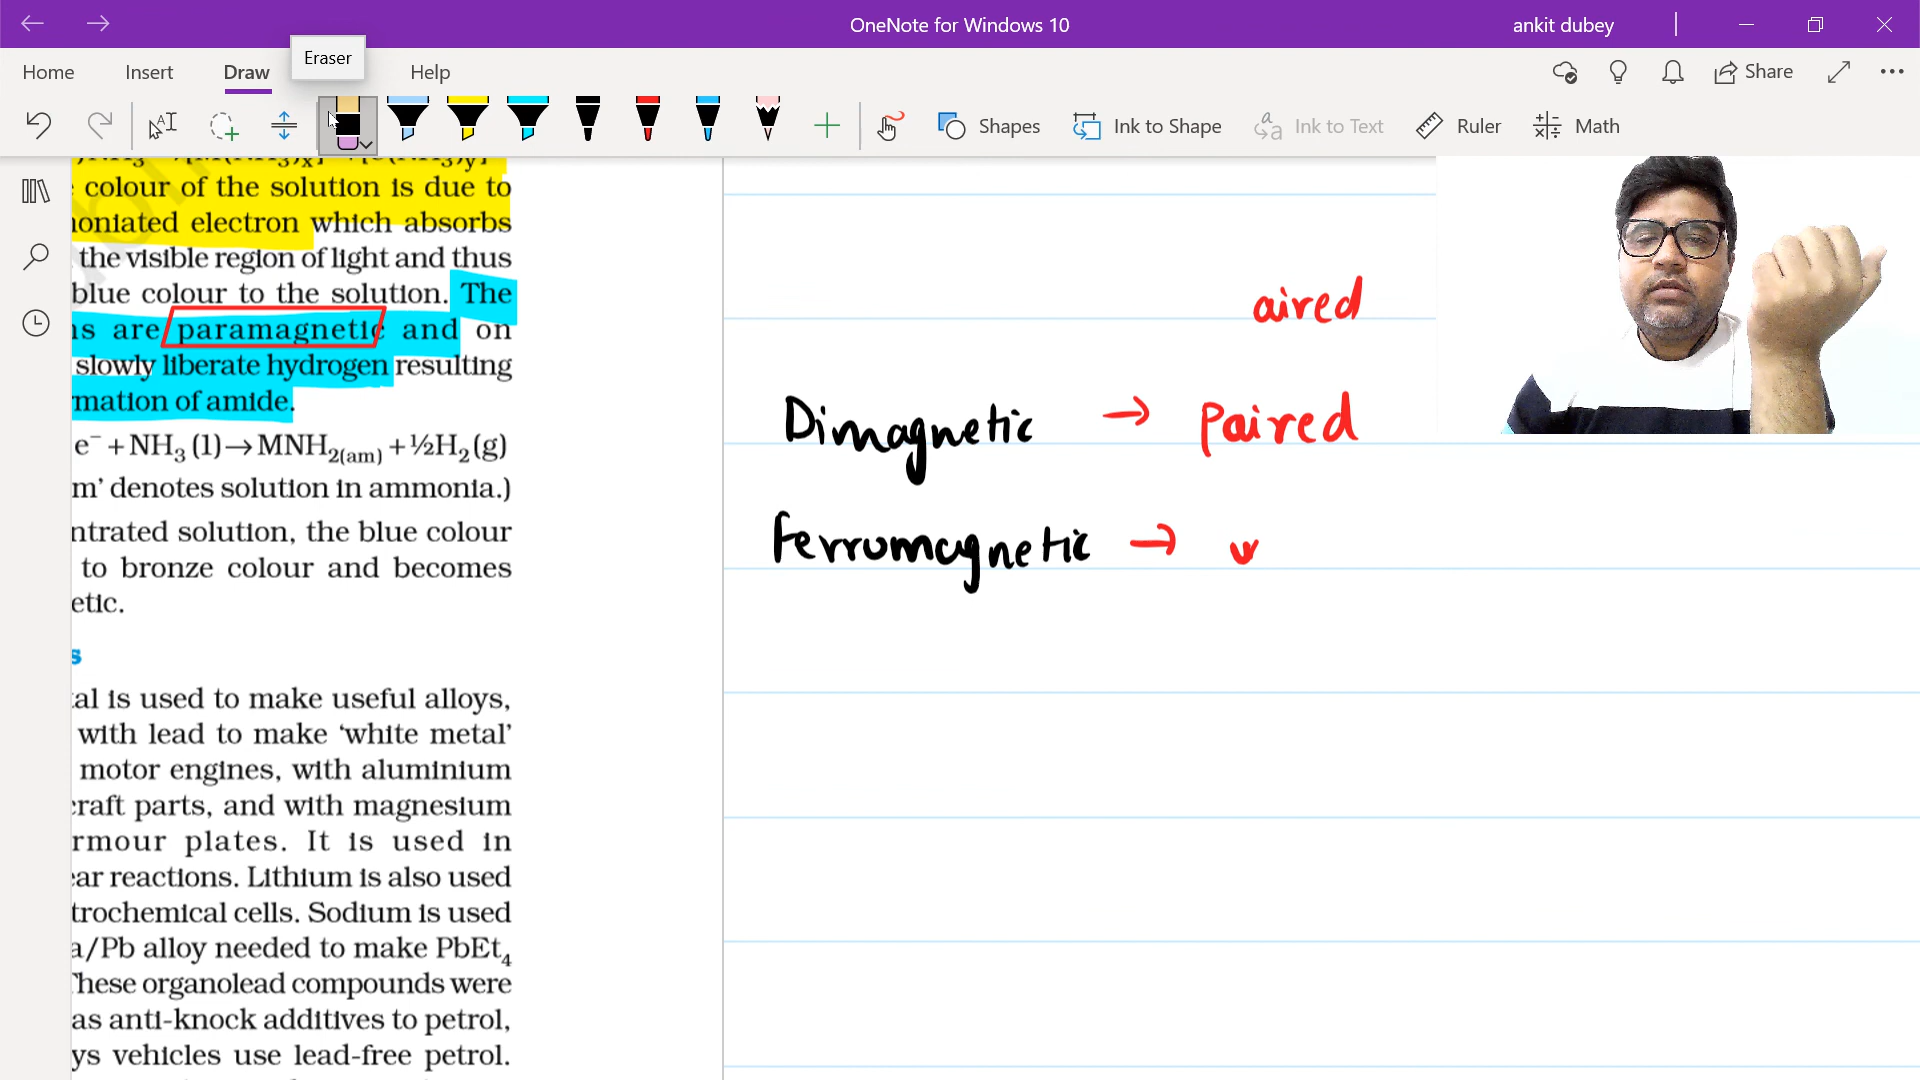 OneNote for Windows 10
ankit dubey
Eraser
Home Insert Draw Help
Share
Shapes Ink to Shape Ink to Text Ruler Math
colour of the solution is due to
noniated electron which absorbs
the visible region of light and thus
blue colour to the solution. The
ns are paramagnetic and on
slowly liberate hydrogen resulting
rmation of amide.
e⁻ + NH₃ (l) → MNH₂(am) + ½H₂ (g)
m’ denotes solution in ammonia.)
ntrated solution, the blue colour
to bronze colour and becomes
etic.
s
tal is used to make useful alloys,
with lead to make ‘white metal’
motor engines, with aluminium
craft parts, and with magnesium
rmour plates. It is used in
ear reactions. Lithium is also used
trochemical cells. Sodium is used
a/Pb alloy needed to make PbEt₄
These organolead compounds were
as anti-knock additives to petrol,
ys vehicles use lead-free petrol.
aired
Dimagnetic → paired
Ferromagnetic →